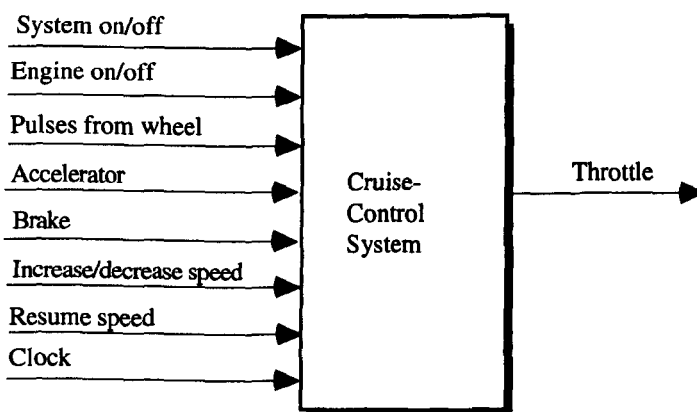 System on/off
Engine on/off
Pulses from wheel
Accelerator
Brake
Increase/decrease speed
Resume speed
Clock
Cruise-
Control
System
Throttle